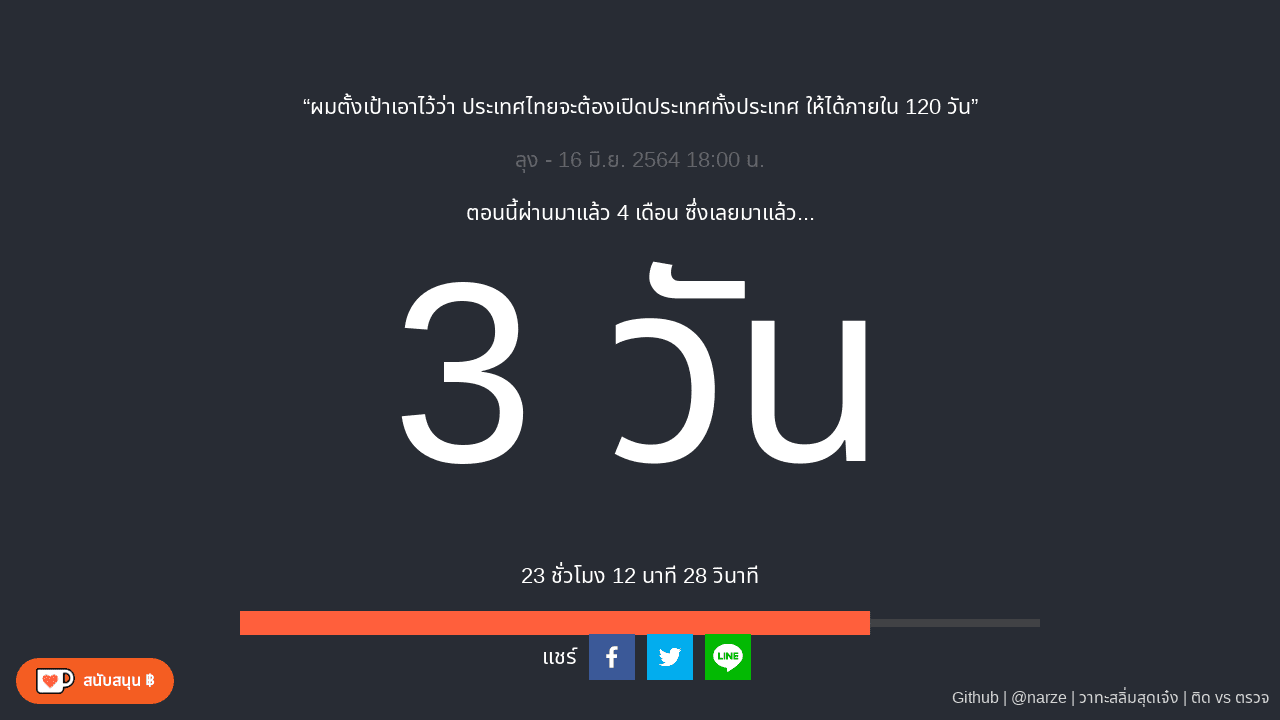 “ผมตั้งเป้าเอาไว้ว่า ประเทศไทยจะต้องเปิดประเทศทั้งประเทศ ให้ได้ภายใน 120 วัน”
ลุง - 16 มิ.ย. 2564 18:00 น.
ตอนนี้ผ่านมาแล้ว 4 เดือน ซึ่งเลยมาแล้ว...
3 วัน
23 ชั่วโมง 12 นาที 28 วินาที
แชร์
LINE
สนับสนุน ฿
Github | @narze | วาทะสลิ่มสุดเจ๋ง | ติด vs ตรวจ